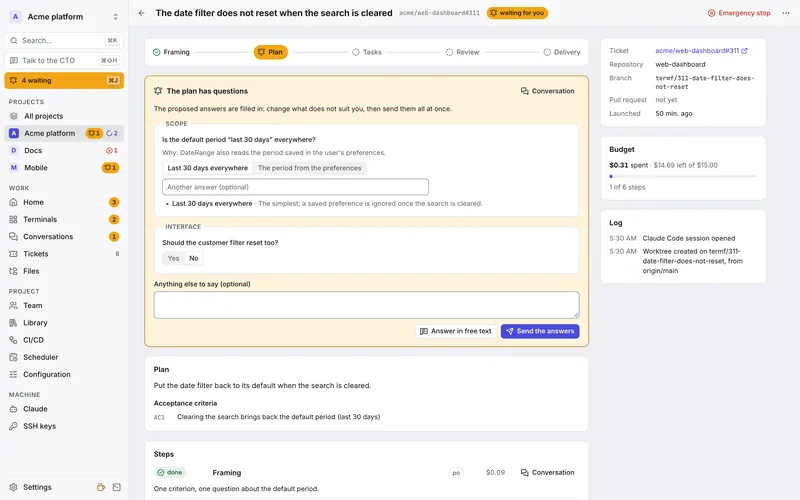 A Acme platform
Search... ⌘K
Talk to the CTO ⌘⇧H
4 waiting ⌘J
PROJECTS
All projects
A Acme platform 1 2
D Docs 1
M Mobile 1
WORK
Home 3
Terminals 2
Conversations 1
Tickets 8
Files
PROJECT
Team
Library
CI/CD
Scheduler
Configuration
MACHINE
Claude
SSH keys
Settings
The date filter does not reset when the search is cleared acme/web-dashboard#311 waiting for you
Emergency stop
Framing Plan Tasks Review Delivery
The plan has questions Conversation
The proposed answers are filled in: change what does not suit you, then send them all at once.
SCOPE
Is the default period “last 30 days” everywhere?
Why: DateRange also reads the period saved in the user's preferences.
Last 30 days everywhere The period from the preferences
Another answer (optional)
• Last 30 days everywhere · The simplest; a saved preference is ignored once the search is cleared.
INTERFACE
Should the customer filter reset too?
Yes No
Anything else to say (optional)
Answer in free text Send the answers
Plan
Put the date filter back to its default when the search is cleared.
Acceptance criteria
AC1 Clearing the search brings back the default period (last 30 days)
Steps
done Framing po $0.09 Conversation
One criterion, one question about the default period.
Ticket acme/web-dashboard#311
Repository web-dashboard
Branch termf/311-date-filter-does-
not-reset
Pull request not yet
Launched 50 min. ago
Budget
$0.31 spent · $14.69 left of $15.00
1 of 6 steps
Log
5:30 AM Claude Code session opened
5:30 AM Worktree created on termf/311-
date-filter-does-not-reset, from
origin/main